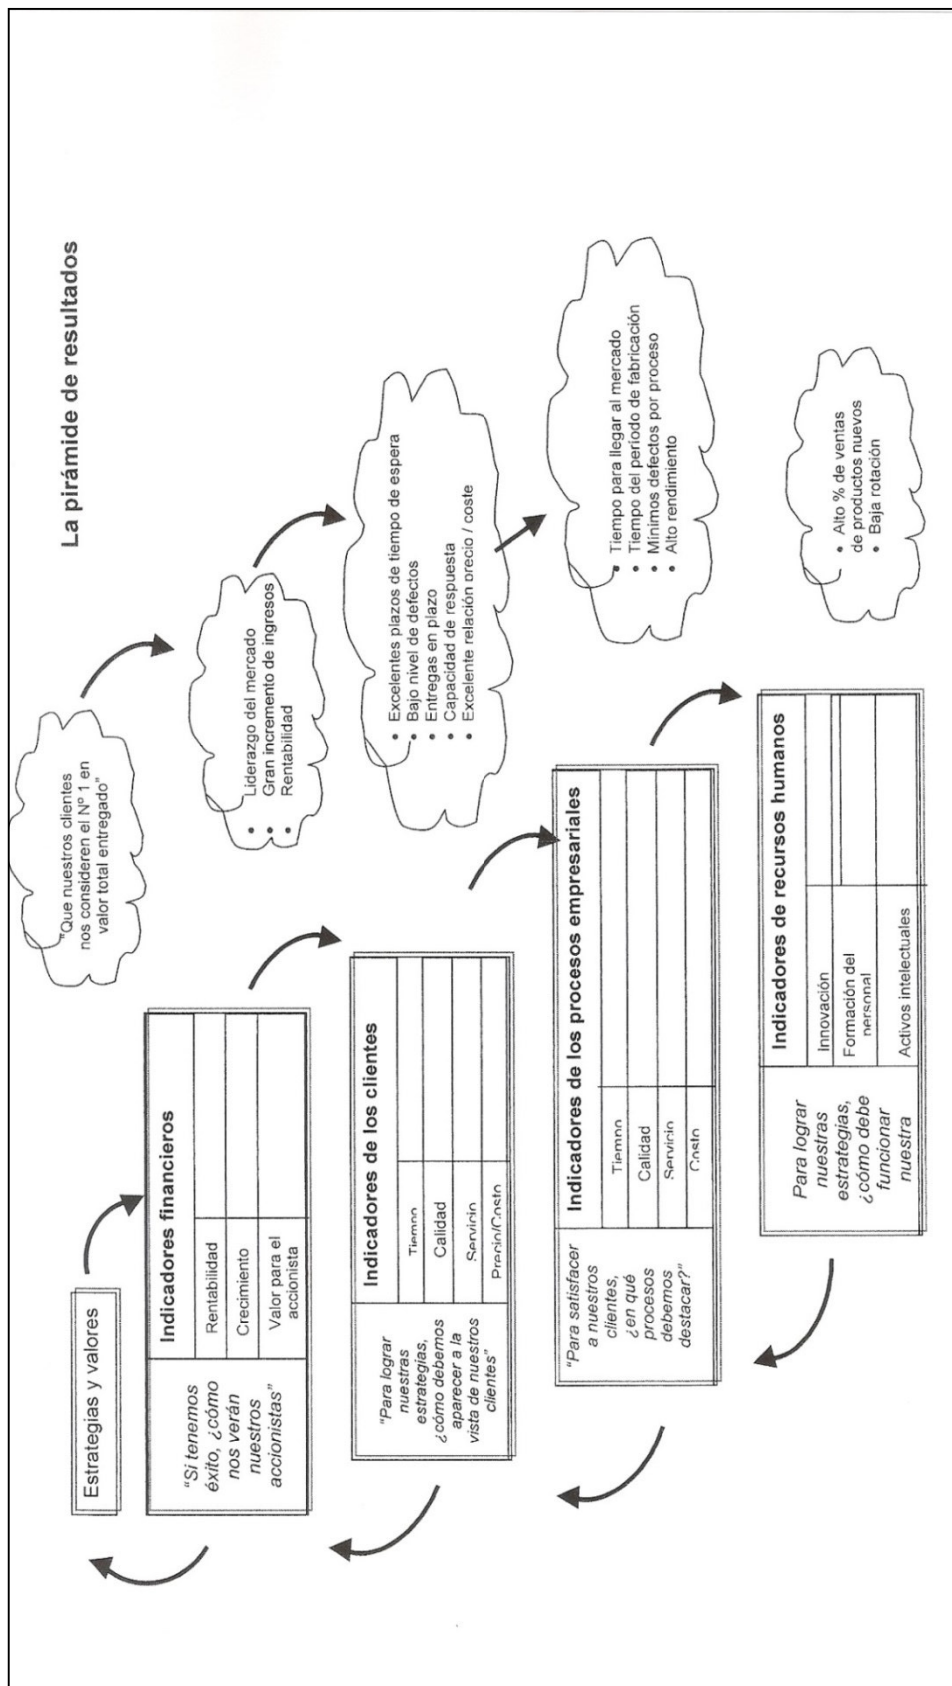 La pirámide de resultados
Estrategias y valores
"Que nuestros clientes
nos consideren el Nº 1 en
valor total entregado"
"Si tenemos
éxito, ¿cómo
nos verán
nuestros
accionistas"
Indicadores financieros
Rentabilidad
Crecimiento
Valor para el
accionista
• Liderazgo del mercado
• Gran incremento de ingresos
• Rentabilidad
"Para lograr
nuestras
estrategias,
¿cómo debemos
aparecer a la
vista de nuestros
clientes"
Indicadores de los clientes
Tiempo
Calidad
Servicio
Precio/Costo
• Excelentes plazos de tiempo de espera
• Bajo nivel de defectos
• Entregas en plazo
• Capacidad de respuesta
• Excelente relación precio / coste
"Para satisfacer
a nuestros
clientes,
¿en qué
procesos
debemos
destacar?"
Indicadores de los procesos empresariales
Tiempo
Calidad
Servicio
Costo
• Tiempo para llegar al mercado
• Tiempo del período de fabricación
• Mínimos defectos por proceso
• Alto rendimiento
Para lograr
nuestras
estrategias,
¿cómo debe
funcionar
nuestra
Indicadores de recursos humanos
Innovación
Formación del
personal
Activos intelectuales
• Alto % de ventas
de productos nuevos
• Baja rotación